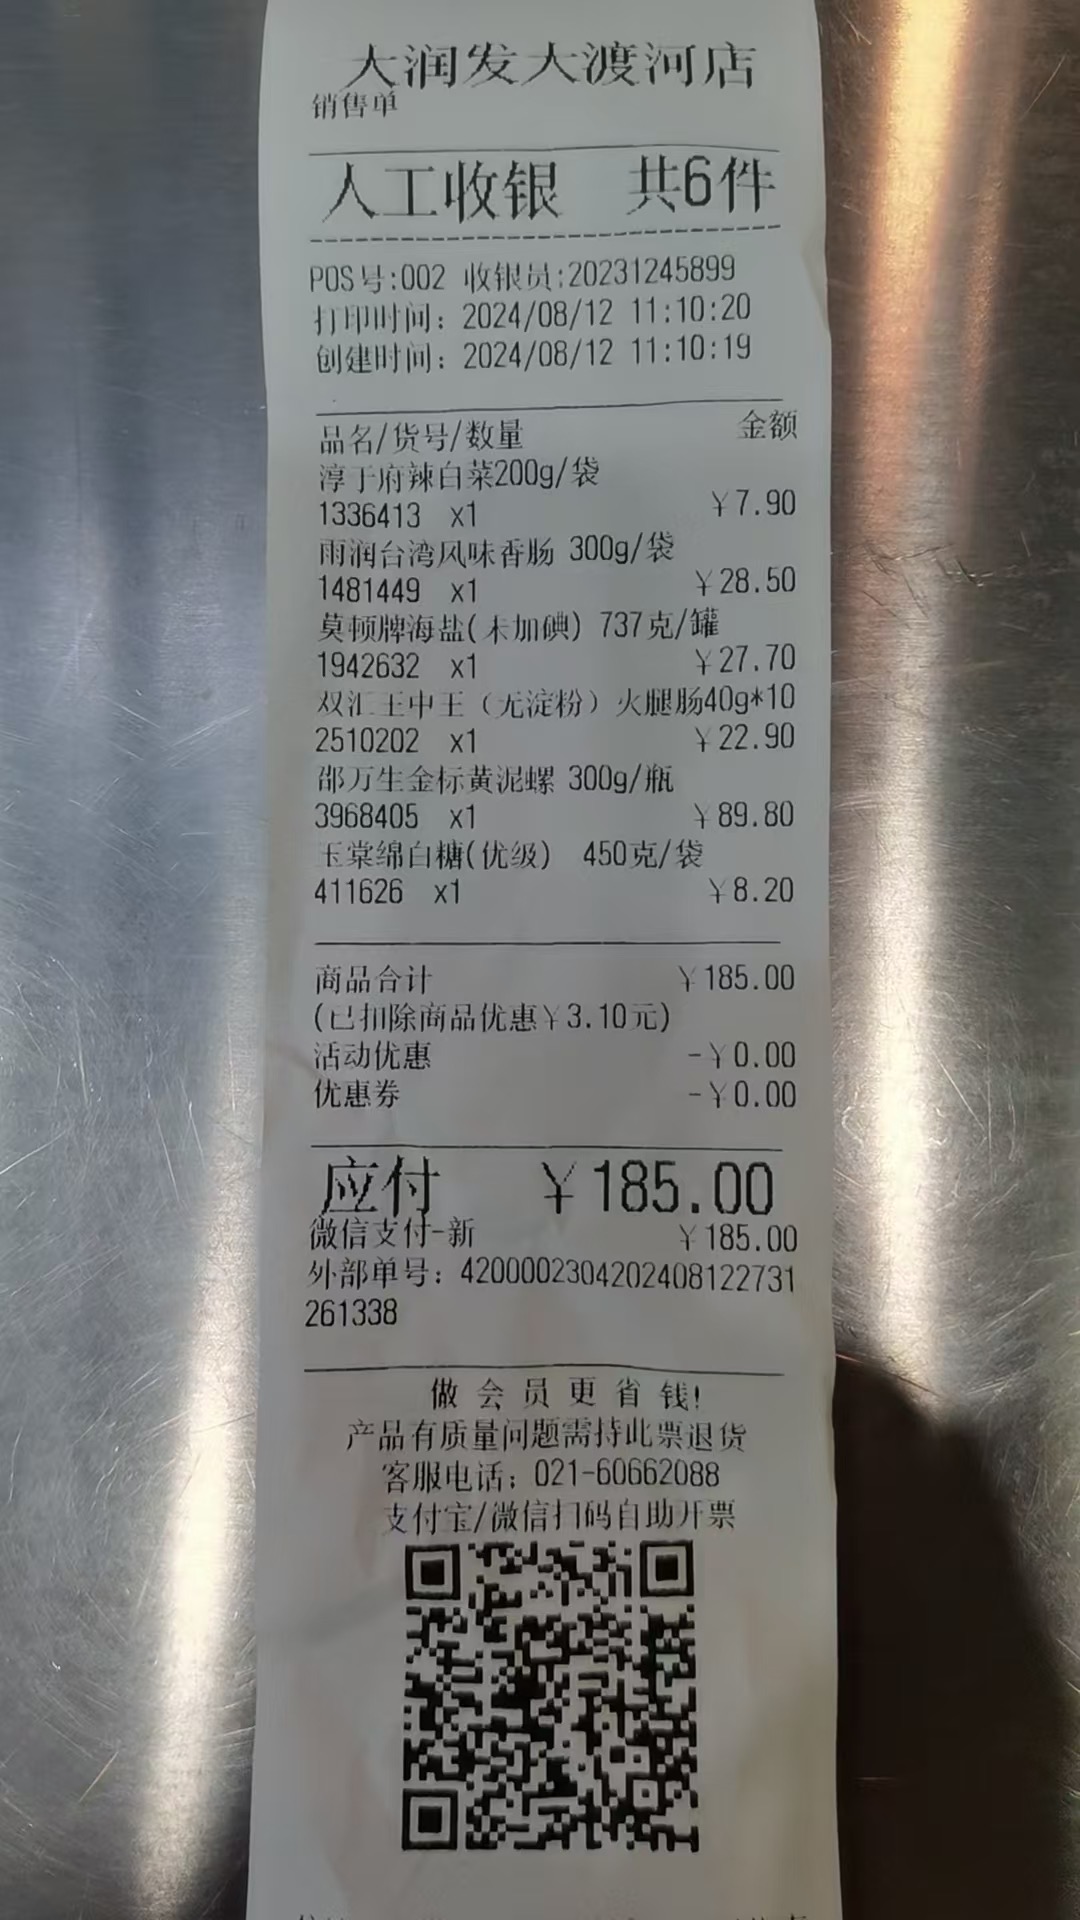 大润发大渡河店
销售单
人工收银 共6件
POS号:002 收银员:20231245899
打印时间：2024/08/12 11:10:20
创建时间：2024/08/12 11:10:19
品名/货号/数量 金额
淳于府辣白菜200g/袋
1336413 x1 ￥7.90
雨润台湾风味香肠 300g/袋
1481449 x1 ￥28.50
莫顿牌海盐(未加碘) 737克/罐
1942632 x1 ￥27.70
双汇王中王（无淀粉）火腿肠40g*10
2510202 x1 ￥22.90
邵万生金标黄泥螺 300g/瓶
3968405 x1 ￥89.80
玉棠绵白糖(优级) 450克/袋
411626 x1 ￥8.20
商品合计 ￥185.00
(已扣除商品优惠￥3.10元)
活动优惠 -￥0.00
优惠券 -￥0.00
应付 ￥185.00
微信支付-新 ￥185.00
外部单号：4200002304202408122731
261338
做会员更省钱!
产品有质量问题需持此票退货
客服电话：021-60662088
支付宝/微信扫码自助开票